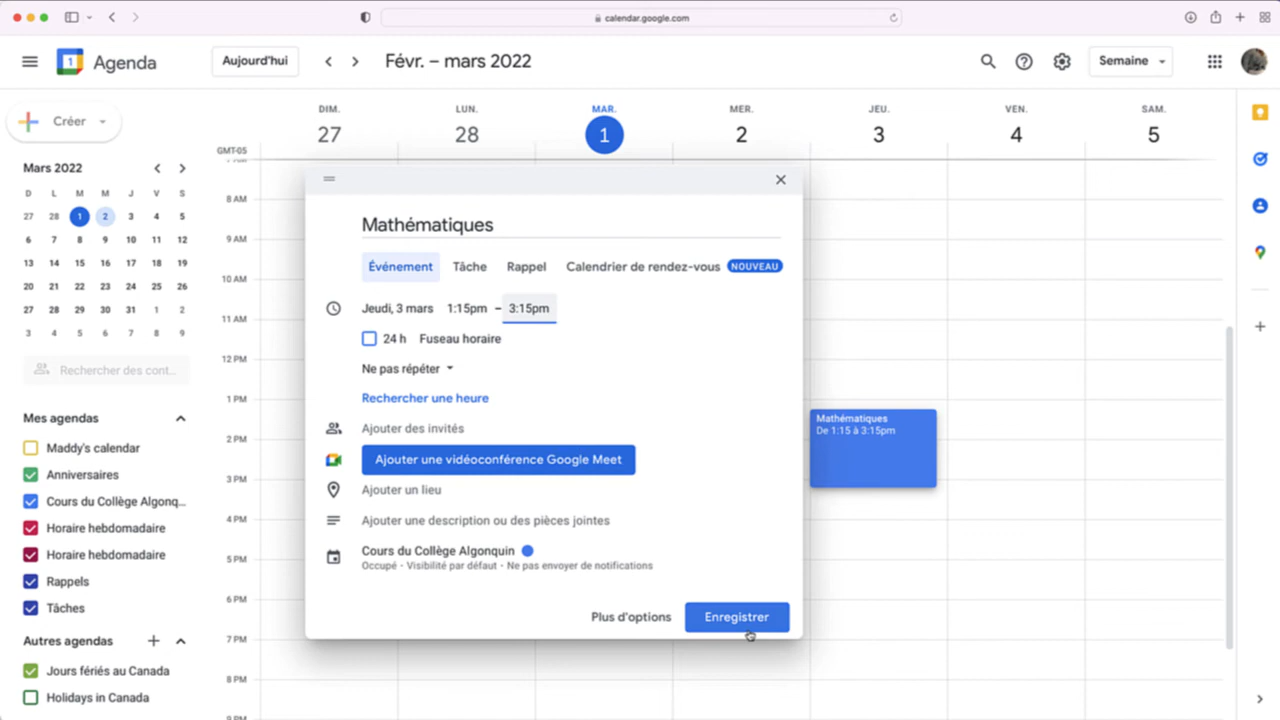 calendar.google.com
Agenda
Aujourd'hui
Févr. – mars 2022
Semaine
Créer
DIM. LUN. MAR. MER. JEU. VEN. SAM.
27 28 1 2 3 4 5
GMT-05
Mars 2022
D L M M J V S
27 28 1 2 3 4 5
6 7 8 9 10 11 12
13 14 15 16 17 18 19
20 21 22 23 24 25 26
27 28 29 30 31 1 2
3 4 5 6 7 8 9
Rechercher des cont...
Mes agendas
Maddy's calendar
Anniversaires
Cours du Collège Algonq...
Horaire hebdomadaire
Horaire hebdomadaire
Rappels
Tâches
Autres agendas
Jours fériés au Canada
Holidays in Canada
8 AM
9 AM
10 AM
11 AM
12 PM
1 PM
2 PM
3 PM
4 PM
5 PM
6 PM
7 PM
8 PM
Mathématiques
Événement Tâche Rappel Calendrier de rendez-vous NOUVEAU
Jeudi, 3 mars 1:15pm – 3:15pm
24 h Fuseau horaire
Ne pas répéter
Rechercher une heure
Ajouter des invités
Ajouter une vidéoconférence Google Meet
Ajouter un lieu
Ajouter une description ou des pièces jointes
Cours du Collège Algonquin
Occupé - Visibilité par défaut - Ne pas envoyer de notifications
Plus d'options Enregistrer
Mathématiques
De 1:15 à 3:15pm